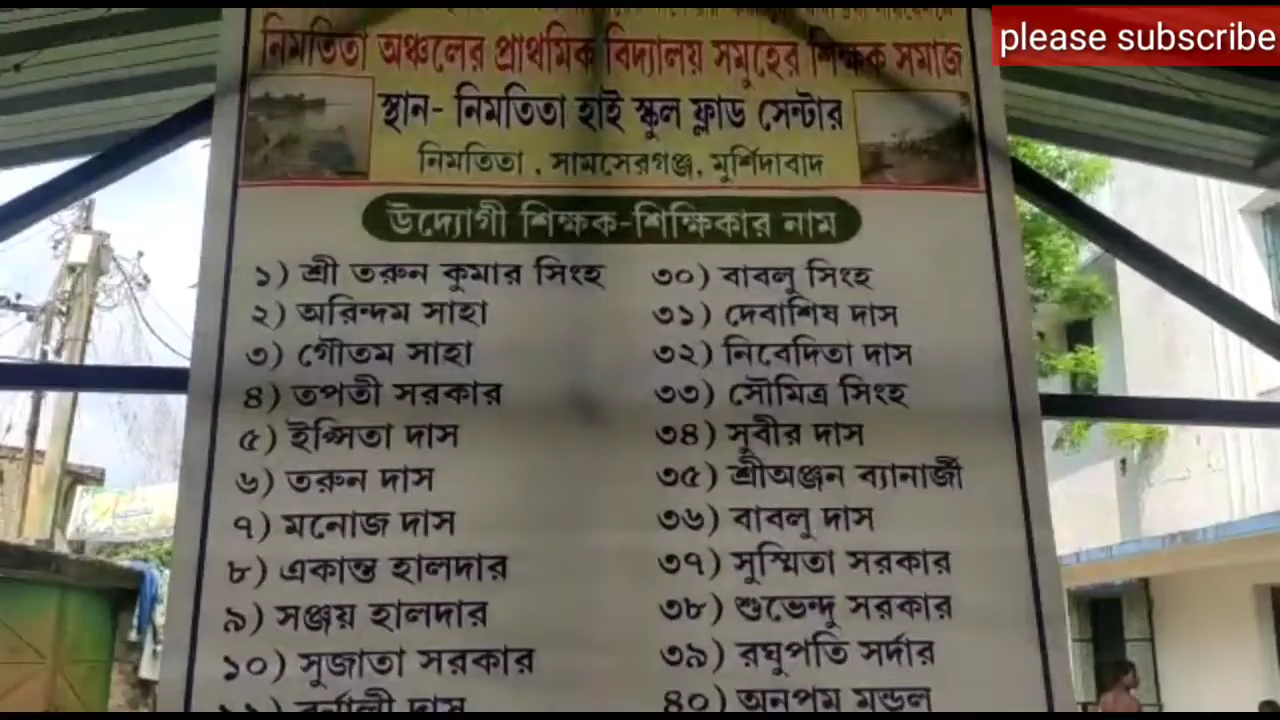 please subscribe
নিমতিতা অঞ্চলের প্রাথমিক বিদ্যালয় সমূহের শিক্ষক সমাজ
স্থান- নিমতিতা হাই স্কুল ফ্লাড সেন্টার
নিমতিতা , সামসেরগঞ্জ, মুর্শিদাবাদ
উদ্যোগী শিক্ষক-শিক্ষিকার নাম
১) শ্রী তরুন কুমার সিংহ
২) অরিন্দম সাহা
৩) গৌতম সাহা
৪) তপতী সরকার
৫) ইপ্সিতা দাস
৬) তরুন দাস
৭) মনোজ দাস
৮) একান্ত হালদার
৯) সঞ্জয় হালদার
১০) সুজাতা সরকার
১১) বর্নালী দাস
৩০) বাবলু সিংহ
৩১) দেবাশিষ দাস
৩২) নিবেদিতা দাস
৩৩) সৌমিত্র সিংহ
৩৪) সুবীর দাস
৩৫) শ্রীঅঞ্জন ব্যানার্জী
৩৬) বাবলু দাস
৩৭) সুস্মিতা সরকার
৩৮) শুভেন্দু সরকার
৩৯) রঘুপতি সর্দার
৪০) অনুপম মন্ডল